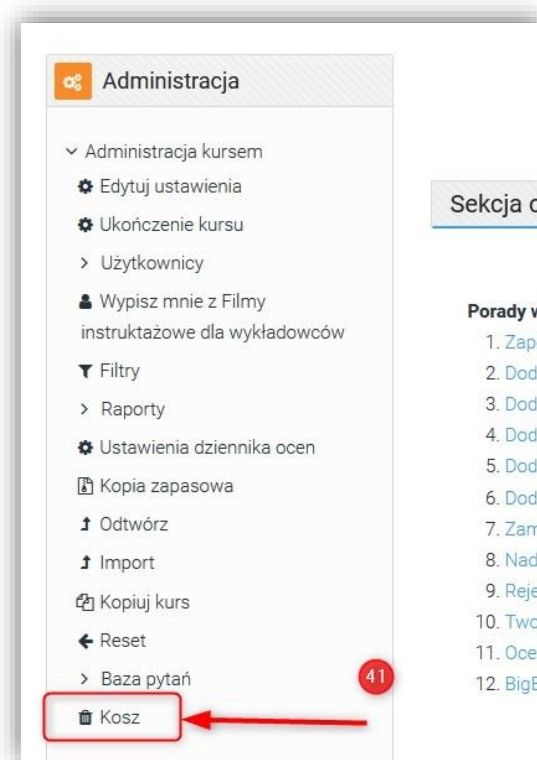 Administracja
Administracja kursem
Edytuj ustawienia
Ukończenie kursu
Użytkownicy
Wypisz mnie z Filmy
instruktażowe dla wykładowców
Filtry
Raporty
Ustawienia dziennika ocen
Kopia zapasowa
Odtwórz
Import
Kopiuj kurs
Reset
Baza pytań
41
Kosz
Sekcja
Porady
1.
2.
3.
4.
5.
6.
7.
8.
9.
10.
11.
12.